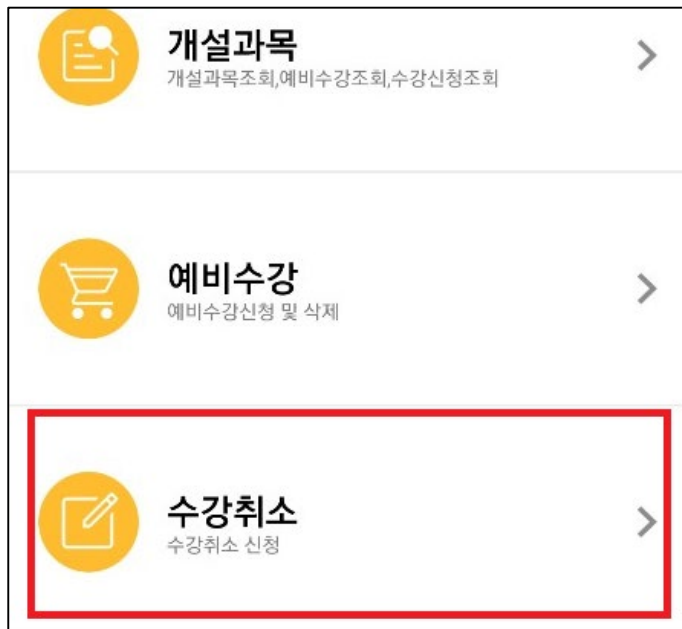 개설과목
개설과목조회,예비수강조회,수강신청조회
예비수강
예비수강신청 및 삭제
수강취소
수강취소 신청